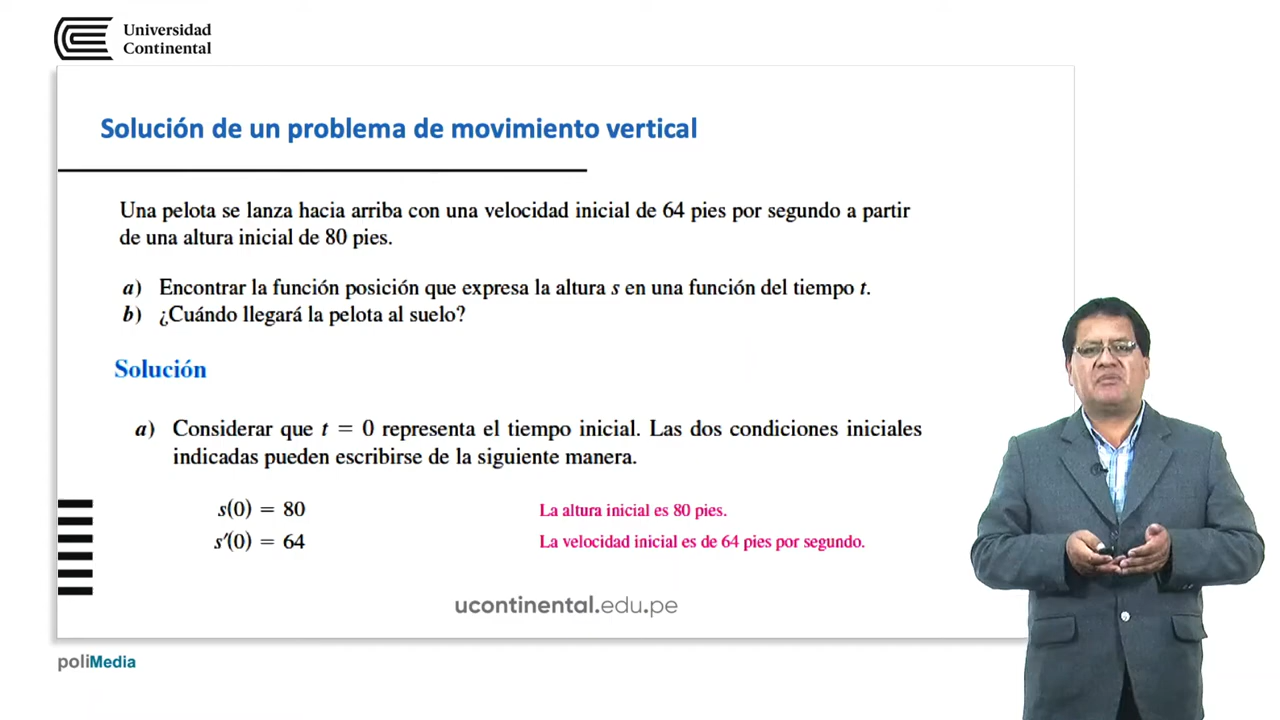 Universidad
Continental
Solución de un problema de movimiento vertical
Una pelota se lanza hacia arriba con una velocidad inicial de 64 pies por segundo a partir
de una altura inicial de 80 pies.
a) Encontrar la función posición que expresa la altura s en una función del tiempo t.
b) ¿Cuándo llegará la pelota al suelo?
Solución
a) Considerar que t = 0 representa el tiempo inicial. Las dos condiciones iniciales
indicadas pueden escribirse de la siguiente manera.
s(0) = 80 La altura inicial es 80 pies.
s′(0) = 64 La velocidad inicial es de 64 pies por segundo.
ucontinental.edu.pe
poliMedia